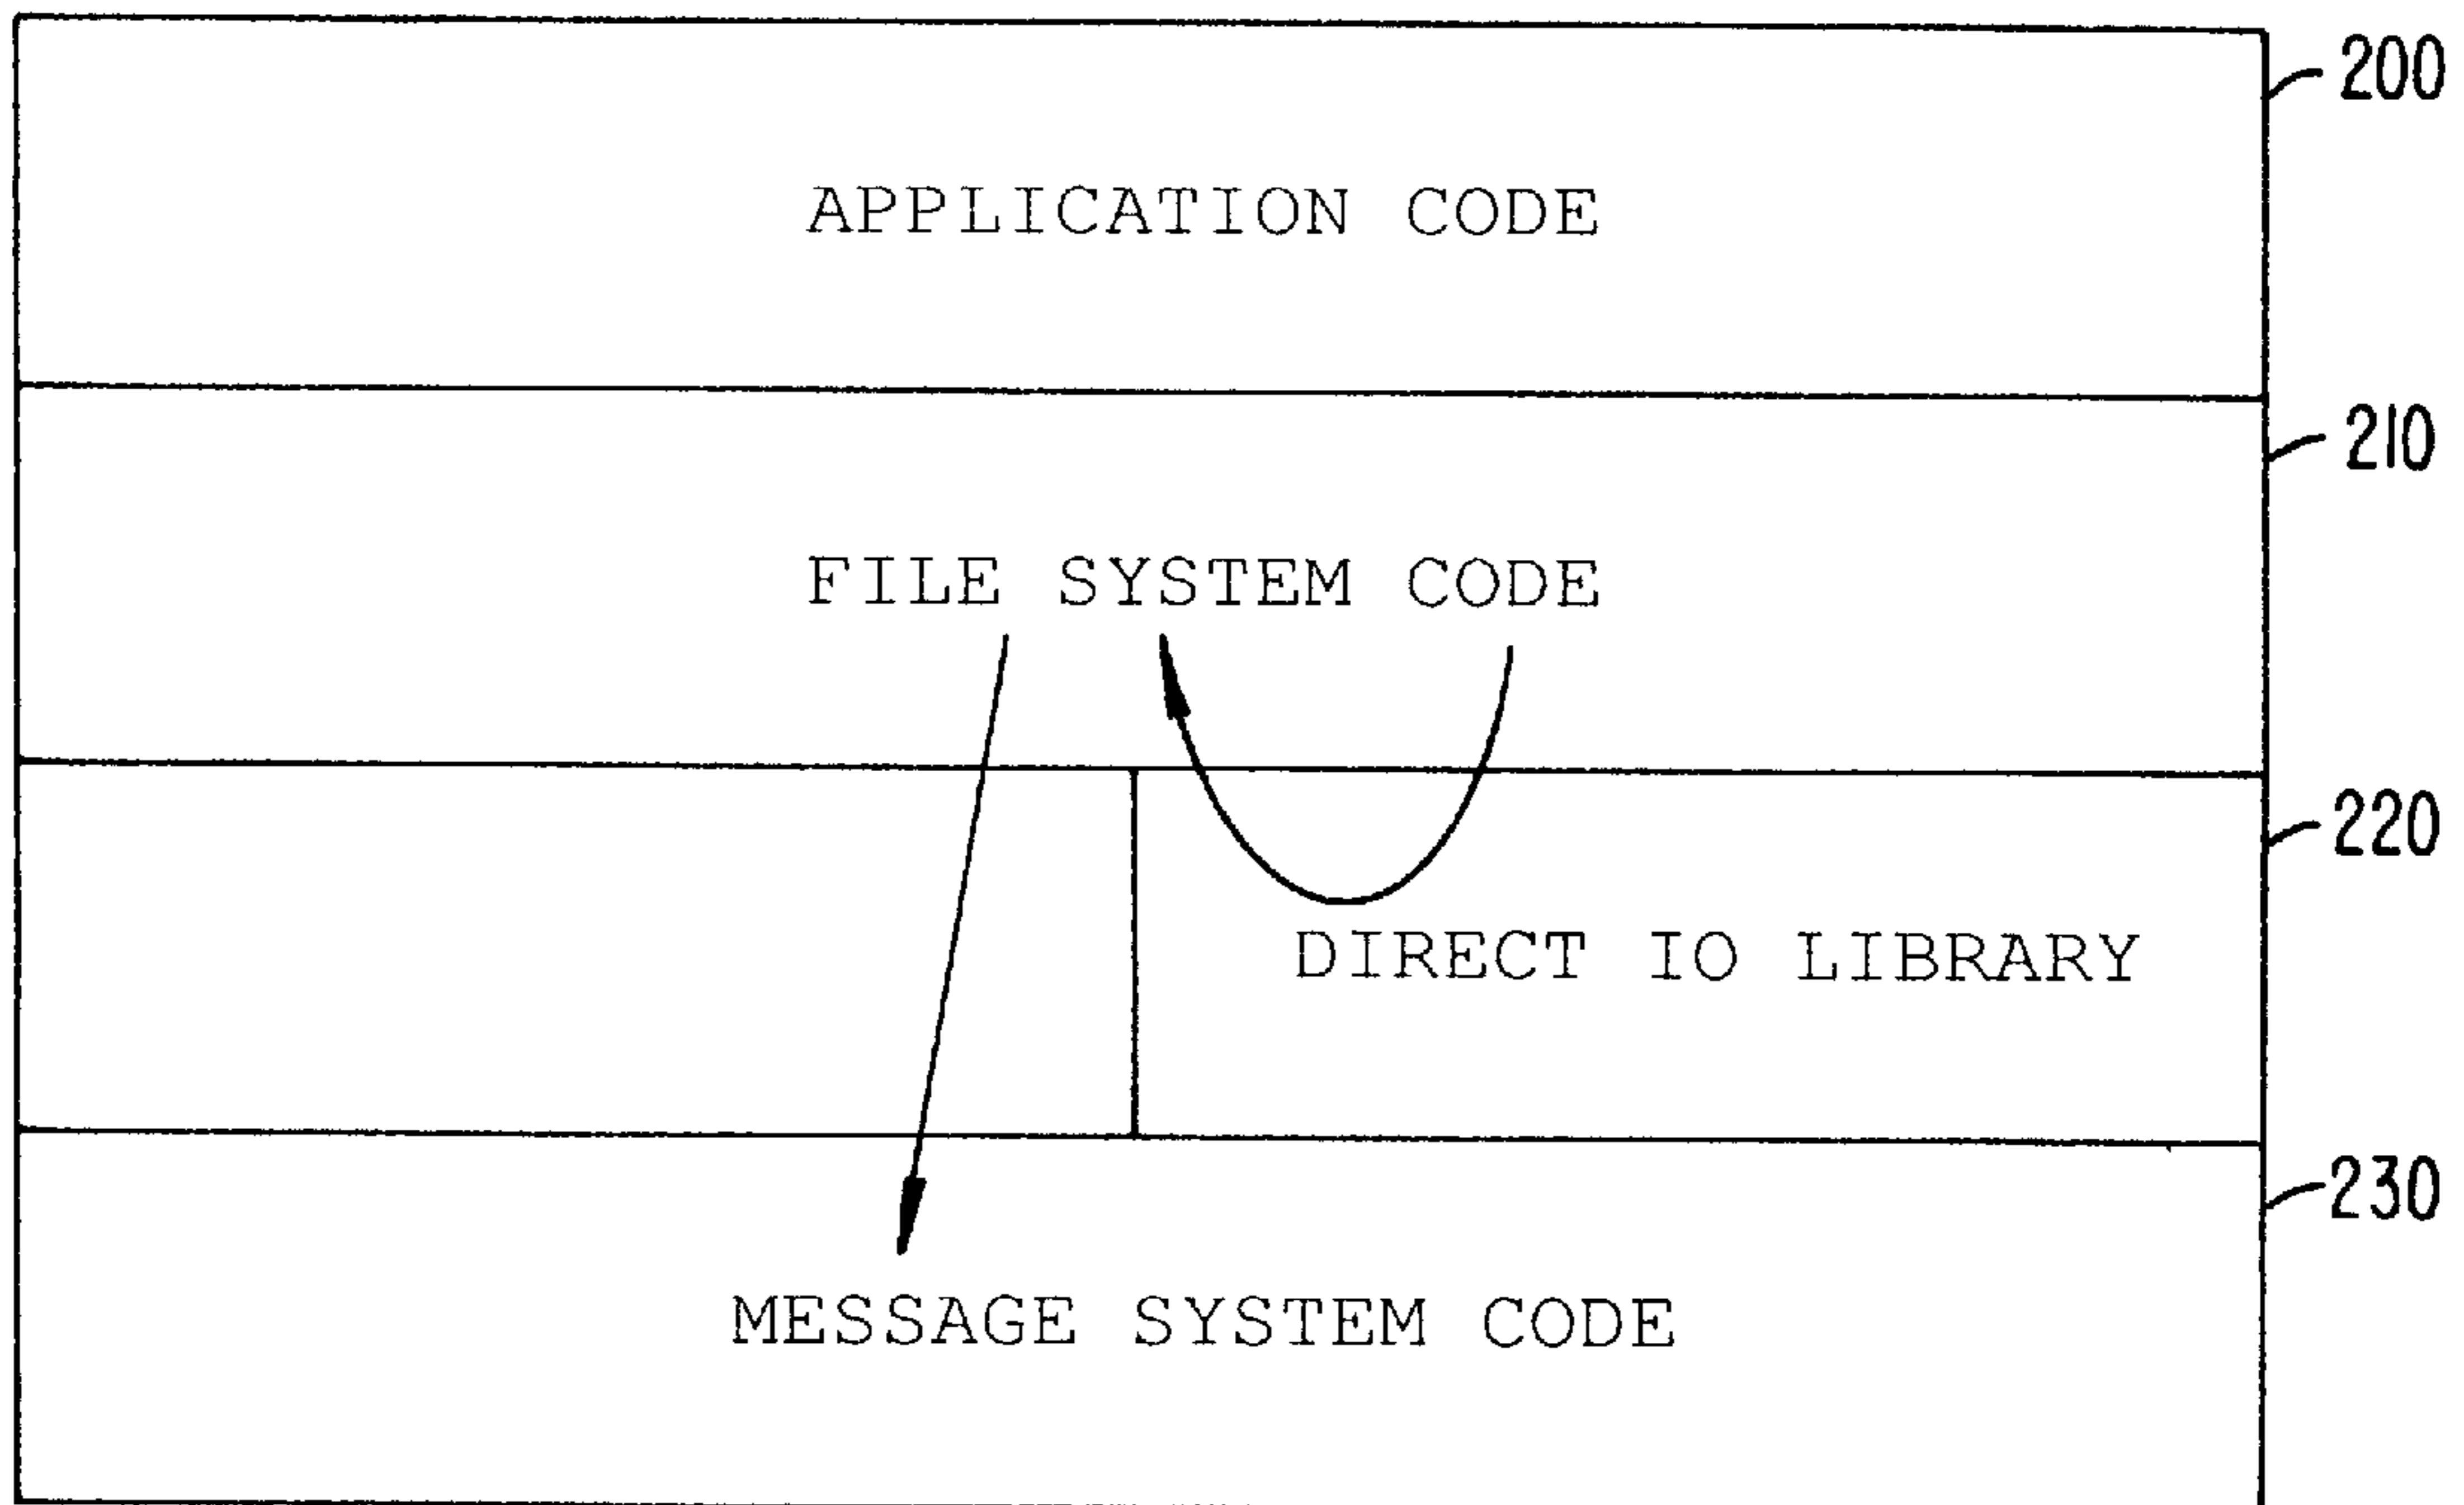 200
APPLICATION CODE
210
FILE SYSTEM CODE
220
DIRECT IO LIBRARY
230
MESSAGE SYSTEM CODE